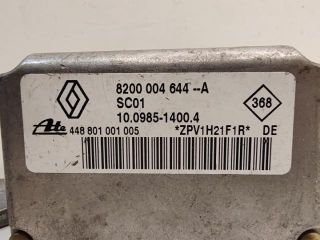 8200 004 644 --A
SC01
368
10.0985-1400.4
Ate
448 801 001 005
*ZPV1H21F1R* DE